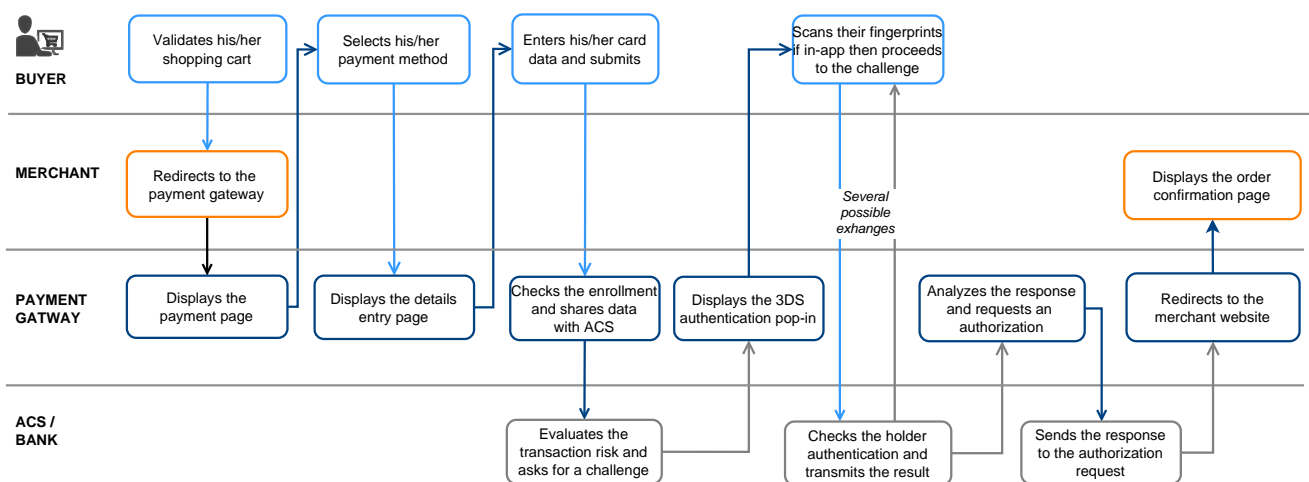 BUYER
Validates his/her
shopping cart
Selects his/her
payment method
Enters his/her card
data and submits
Scans their fingerprints
if in-app then proceeds
to the challenge
MERCHANT
Redirects to the
payment gateway
Several
possible
exhanges
Displays the order
confirmation page
PAYMENT
GATWAY
Displays the
payment page
Displays the details
entry page
Checks the enrollment
and shares data
with ACS
Displays the 3DS
authentication pop-in
Analyzes the response
and requests an
authorization
Redirects to the
merchant website
ACS /
BANK
Evaluates the
transaction risk and
asks for a challenge
Checks the holder
authentication and
transmits the result
Sends the response
to the authorization
request